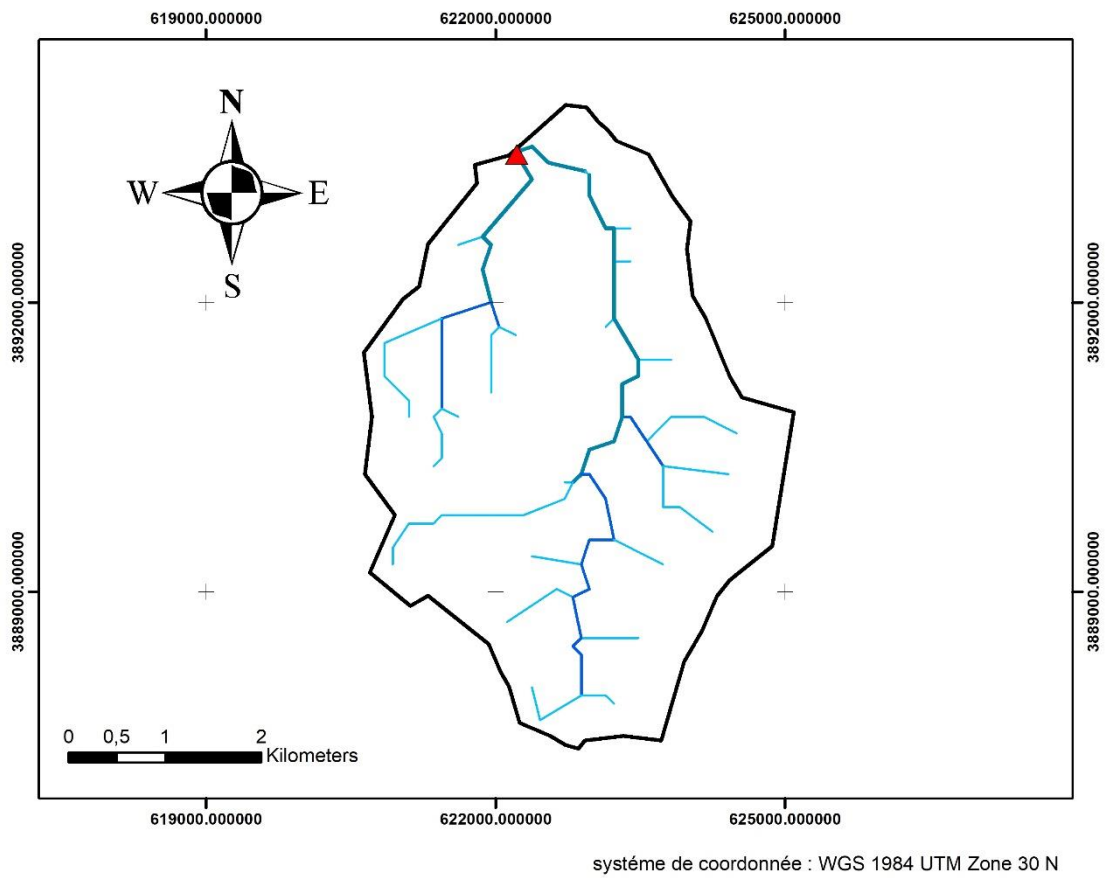 619000.000000 622000.000000 625000.000000
N
W E
S
3892000.000000 3892000.000000
3889000.000000 3889000.000000
0 0,5 1 2
Kilometers
619000.000000 622000.000000 625000.000000
systéme de coordonnée : WGS 1984 UTM Zone 30 N